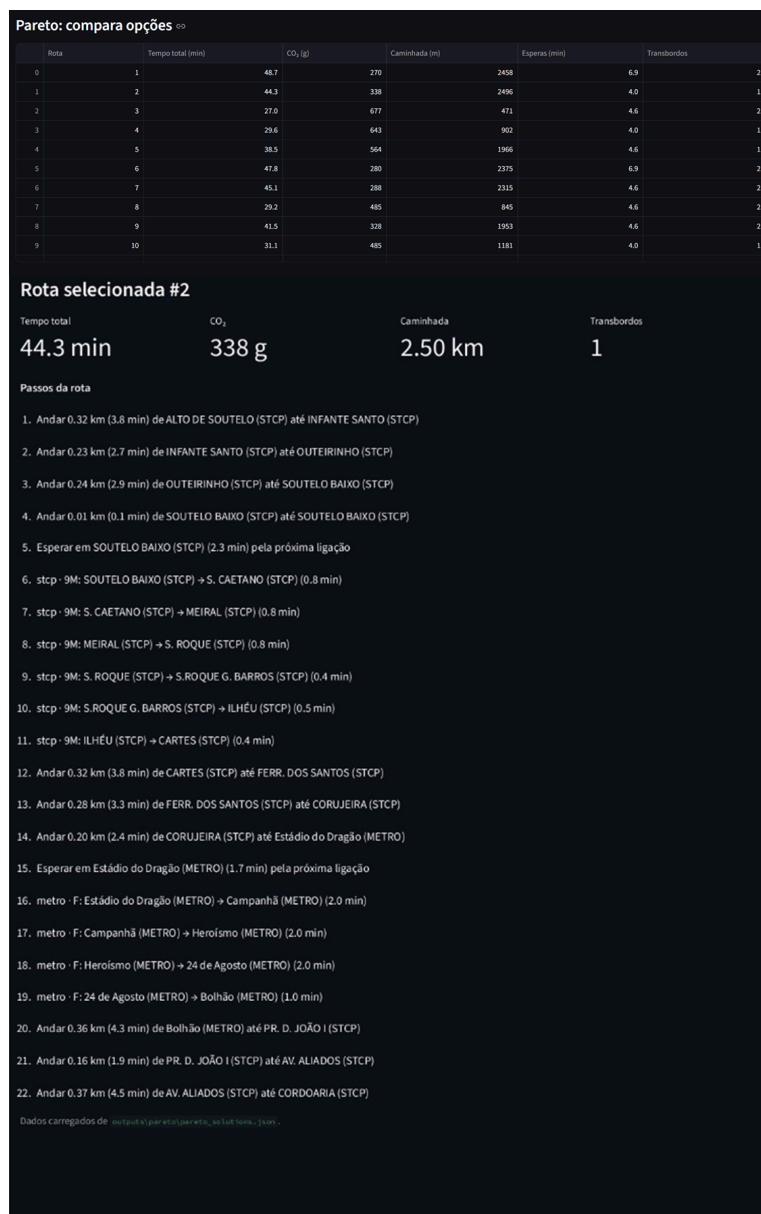 Pareto: compara opções
Rota Tempo total (min) CO₂ (g) Caminhada (m) Esperas (min) Transbordos
0 1 48.7 270 2458 6.9 2
1 2 44.3 338 2496 4.0 1
2 3 27.0 677 471 4.6 2
3 4 29.6 643 902 4.0 1
4 5 38.5 564 1966 4.6 1
5 6 47.8 280 2375 6.9 2
6 7 45.1 288 2315 4.6 2
7 8 29.2 485 845 4.6 2
8 9 41.5 328 1953 4.6 2
9 10 31.1 485 1181 4.0 1
Rota selecionada #2
Tempo total CO₂ Caminhada Transbordos
44.3 min 338 g 2.50 km 1
Passos da rota
1. Andar 0.32 km (3.8 min) de ALTO DE SOUTELO (STCP) até INFANTE SANTO (STCP)
2. Andar 0.23 km (2.7 min) de INFANTE SANTO (STCP) até OUTEIRINHO (STCP)
3. Andar 0.24 km (2.9 min) de OUTEIRINHO (STCP) até SOUTELO BAIXO (STCP)
4. Andar 0.01 km (0.1 min) de SOUTELO BAIXO (STCP) até SOUTELO BAIXO (STCP)
5. Esperar em SOUTELO BAIXO (STCP) (2.3 min) pela próxima ligação
6. stcp · 9M: SOUTELO BAIXO (STCP) → S. CAETANO (STCP) (0.8 min)
7. stcp · 9M: S. CAETANO (STCP) → MEIRAL (STCP) (0.8 min)
8. stcp · 9M: MEIRAL (STCP) → S. ROQUE (STCP) (0.8 min)
9. stcp · 9M: S. ROQUE (STCP) → S.ROQUE G. BARROS (STCP) (0.4 min)
10. stcp · 9M: S.ROQUE G. BARROS (STCP) → ILHÉU (STCP) (0.5 min)
11. stcp · 9M: ILHÉU (STCP) → CARTES (STCP) (0.4 min)
12. Andar 0.32 km (3.8 min) de CARTES (STCP) até FERR. DOS SANTOS (STCP)
13. Andar 0.28 km (3.3 min) de FERR. DOS SANTOS (STCP) até CORUJEIRA (STCP)
14. Andar 0.20 km (2.4 min) de CORUJEIRA (STCP) até Estádio do Dragão (METRO)
15. Esperar em Estádio do Dragão (METRO) (1.7 min) pela próxima ligação
16. metro · F: Estádio do Dragão (METRO) → Campanhã (METRO) (2.0 min)
17. metro · F: Campanhã (METRO) → Heroísmo (METRO) (2.0 min)
18. metro · F: Heroísmo (METRO) → 24 de Agosto (METRO) (2.0 min)
19. metro · F: 24 de Agosto (METRO) → Bolhão (METRO) (1.0 min)
20. Andar 0.36 km (4.3 min) de Bolhão (METRO) até PR. D. JOÃO I (STCP)
21. Andar 0.16 km (1.9 min) de PR. D. JOÃO I (STCP) até AV. ALIADOS (STCP)
22. Andar 0.37 km (4.5 min) de AV. ALIADOS (STCP) até CORDOARIA (STCP)
Dados carregados de outputs\pareto\pareto_solutions.json.